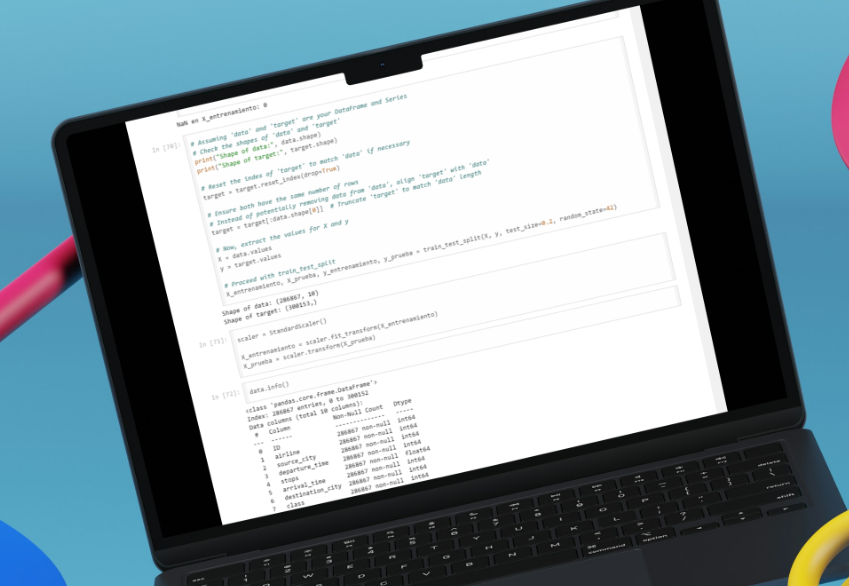 NaN en X_entrenamiento: 0
In [70]:
# Assuming 'data' and 'target' are your DataFrame and Series
# Check the shapes of 'data' and 'target'
print("Shape of data:", data.shape)
print("Shape of target:", target.shape)
# Reset the index of 'target' to match 'data' if necessary
target = target.reset_index(drop=True)
# Ensure both have the same number of rows
# Instead of potentially removing data from 'data', align 'target' with 'data'
target = target[:data.shape[0]] # Truncate 'target' to match 'data' length
# Now, extract the values for X and y
X = data.values
y = target.values
# Proceed with train_test_split
X_entrenamiento, X_prueba, y_entrenamiento, y_prueba = train_test_split(X, y, test_size=0.2, random_state=42)
Shape of data: (286867, 10)
Shape of target: (300153,)
In [71]:
scaler = StandardScaler()
X_entrenamiento = scaler.fit_transform(X_entrenamiento)
X_prueba = scaler.transform(X_prueba)
In [72]:
data.info()
<class 'pandas.core.frame.DataFrame'>
Index: 286867 entries, 0 to 300152
Data columns (total 10 columns):
# Column Non-Null Count Dtype
--- ------ -------------- -----
0 ID 286867 non-null int64
1 airline 286867 non-null int64
2 source_city 286867 non-null int64
3 departure_time 286867 non-null int64
4 stops 286867 non-null float64
5 arrival_time 286867 non-null int64
6 destination_city 286867 non-null int64
7 class 286867 non-null int64